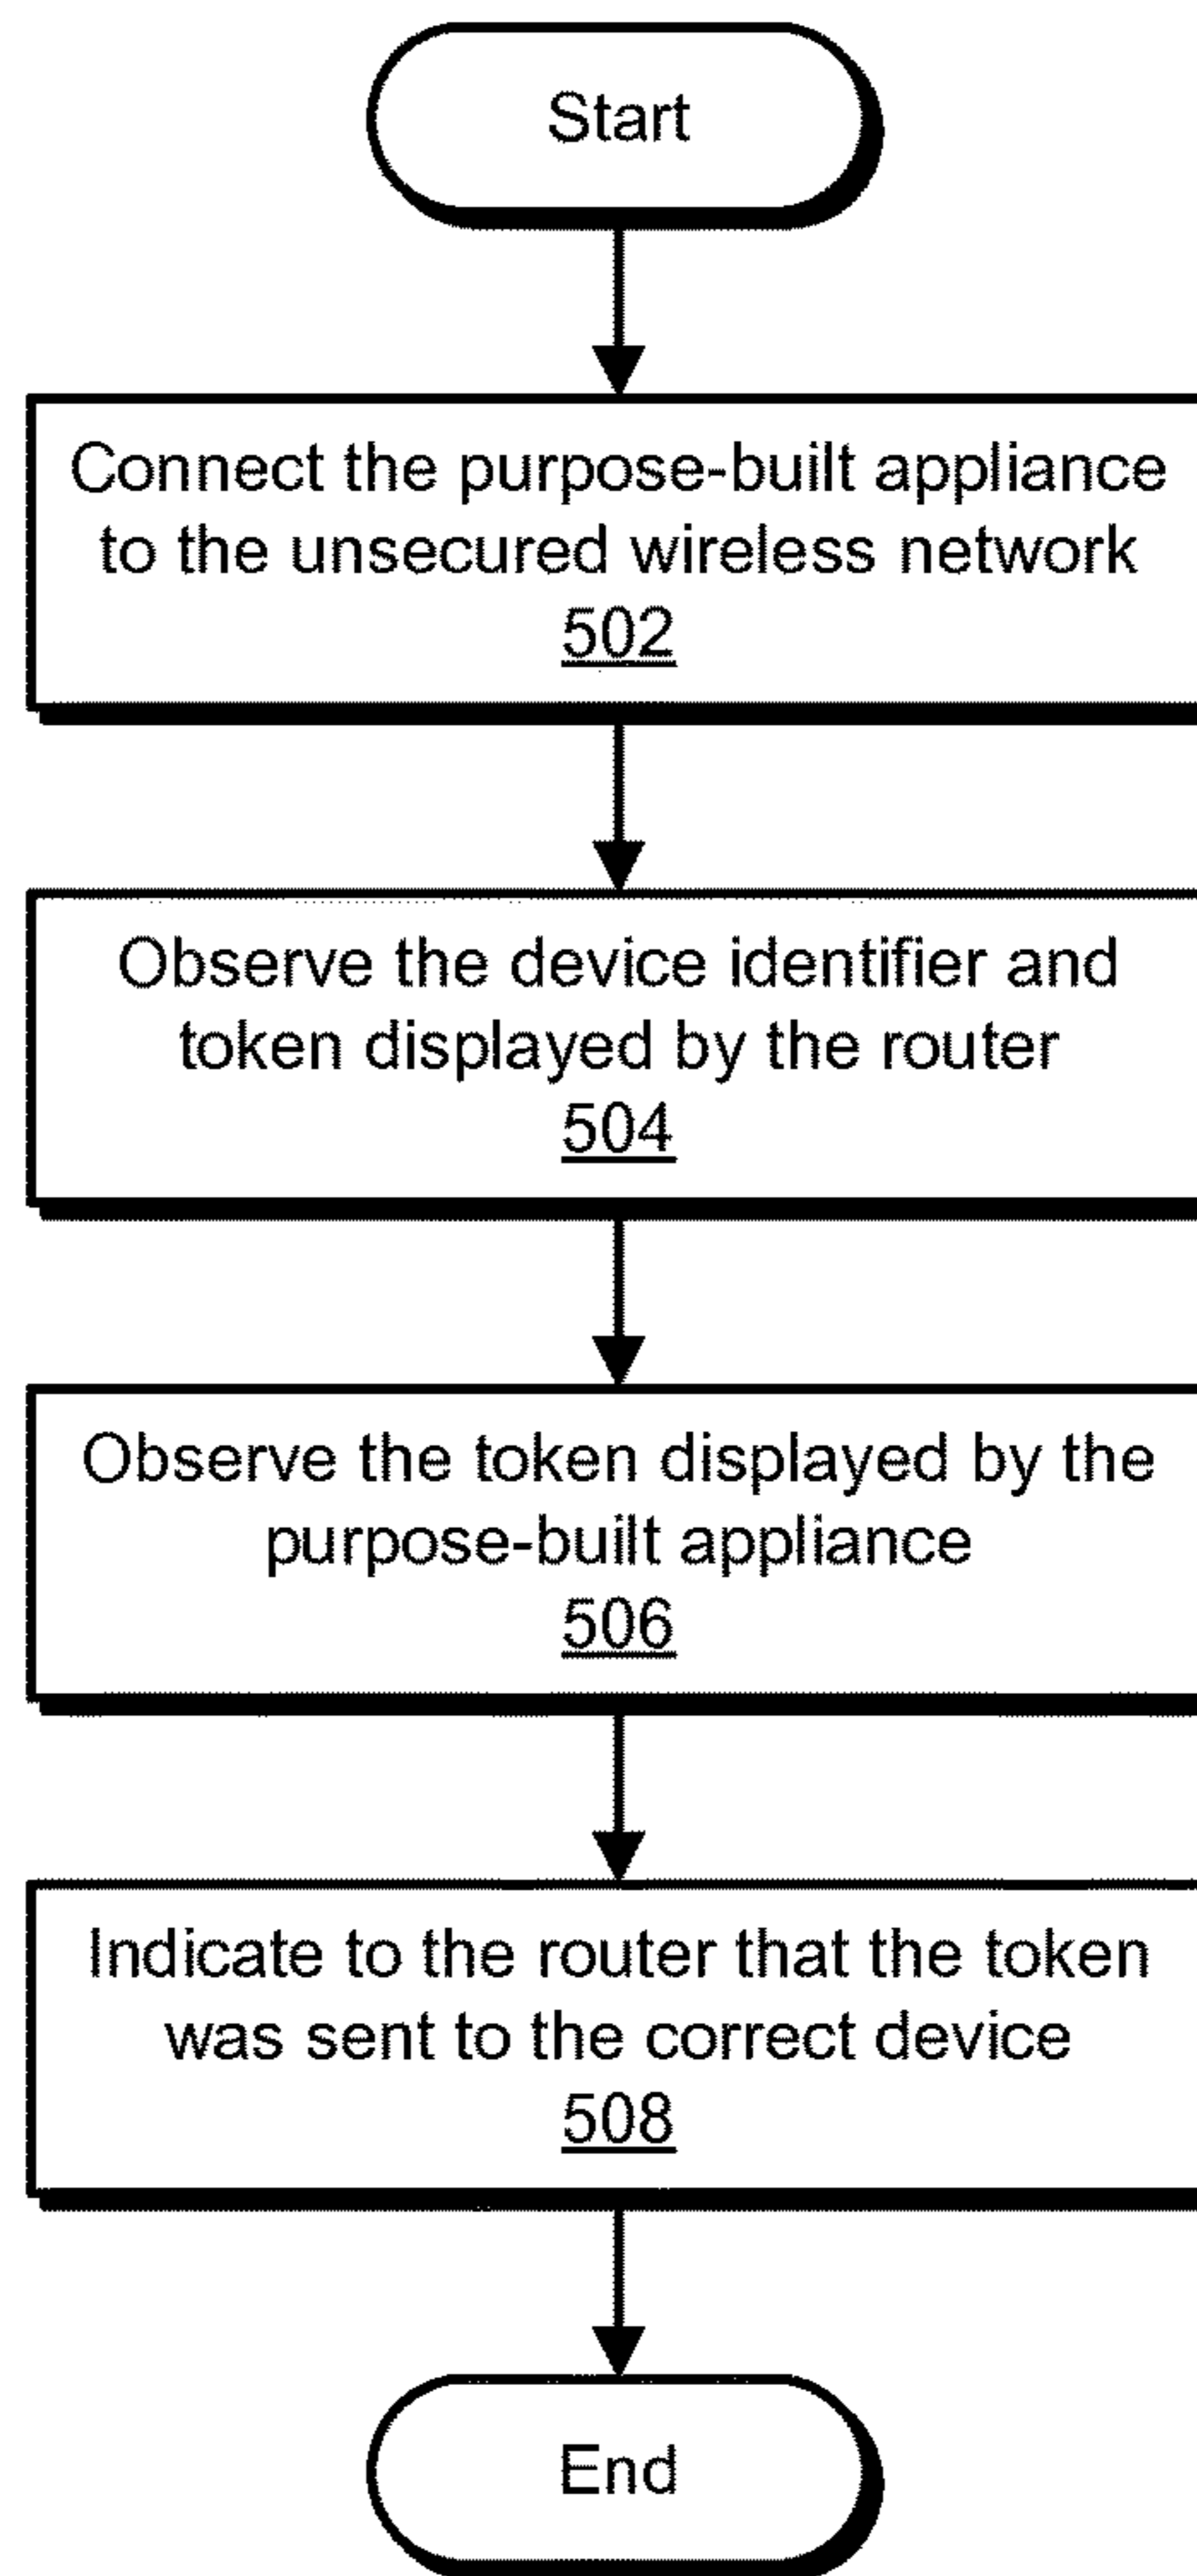 Start
Connect the purpose-built appliance
to the unsecured wireless network
502
Observe the device identifier and
token displayed by the router
504
Observe the token displayed by the
purpose-built appliance
506
Indicate to the router that the token
was sent to the correct device
508
End